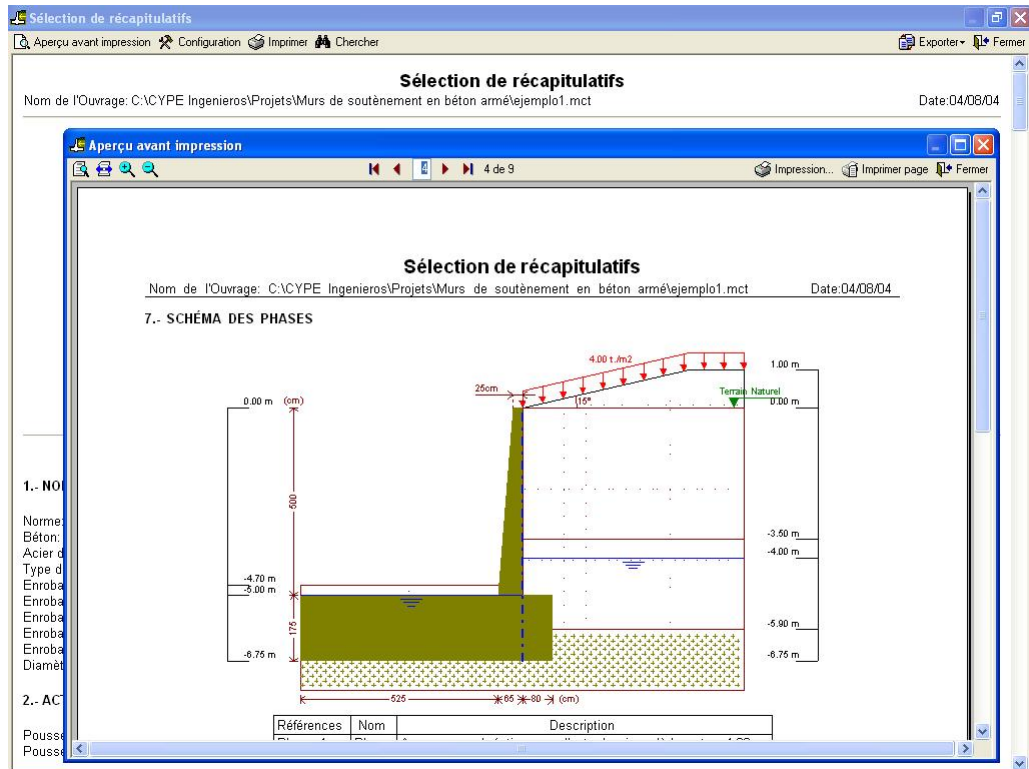 Sélection de récapitulatifs
Aperçu avant impression Configuration Imprimer Chercher Exporter Fermer
Sélection de récapitulatifs
Nom de l'Ouvrage: C:\CYPE Ingenieros\Projets\Murs de soutènement en béton armé\ejemplo1.mct Date:04/08/04
Aperçu avant impression
4 4 de 9 Impression... Imprimer page Fermer
Sélection de récapitulatifs
Nom de l'Ouvrage: C:\CYPE Ingenieros\Projets\Murs de soutènement en béton armé\ejemplo1.mct Date:04/08/04
7.- SCHÉMA DES PHASES
4.00 t./m2
1.00 m
25cm
Terrain Naturel
0.00 m (cm)
15°
0.00 m
500
-3.50 m
-4.00 m
-4.70 m
-5.00 m
175
-5.90 m
-6.75 m
-6.75 m
525 65 80 (cm)
Références Nom Description
1.- NO
Norme:
Béton:
Acier d
Type d
Enroba
Enroba
Enroba
Enroba
Enroba
Diamèt
2.- AC
Pousse
Pousse